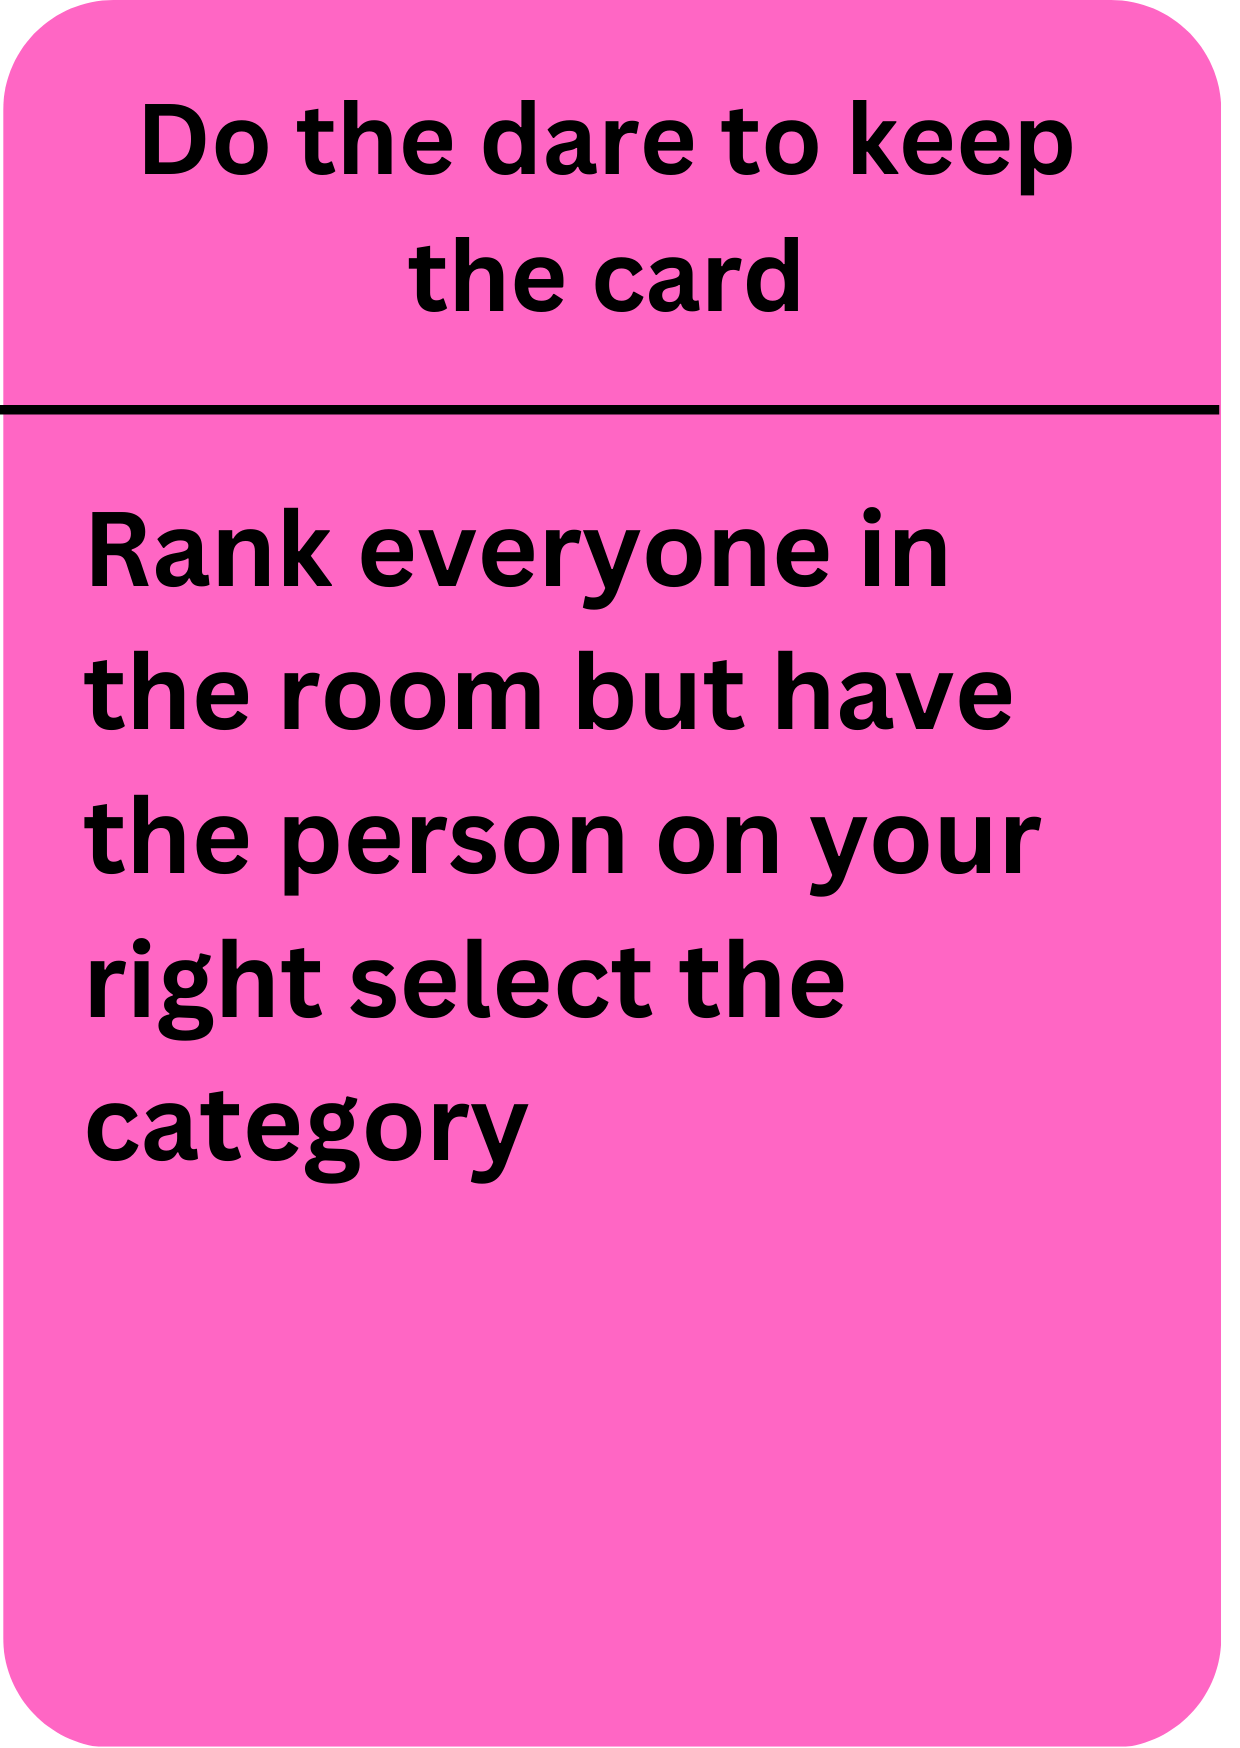 Do the dare to keep
the card
Rank everyone in
the room but have
the person on your
right select the
category